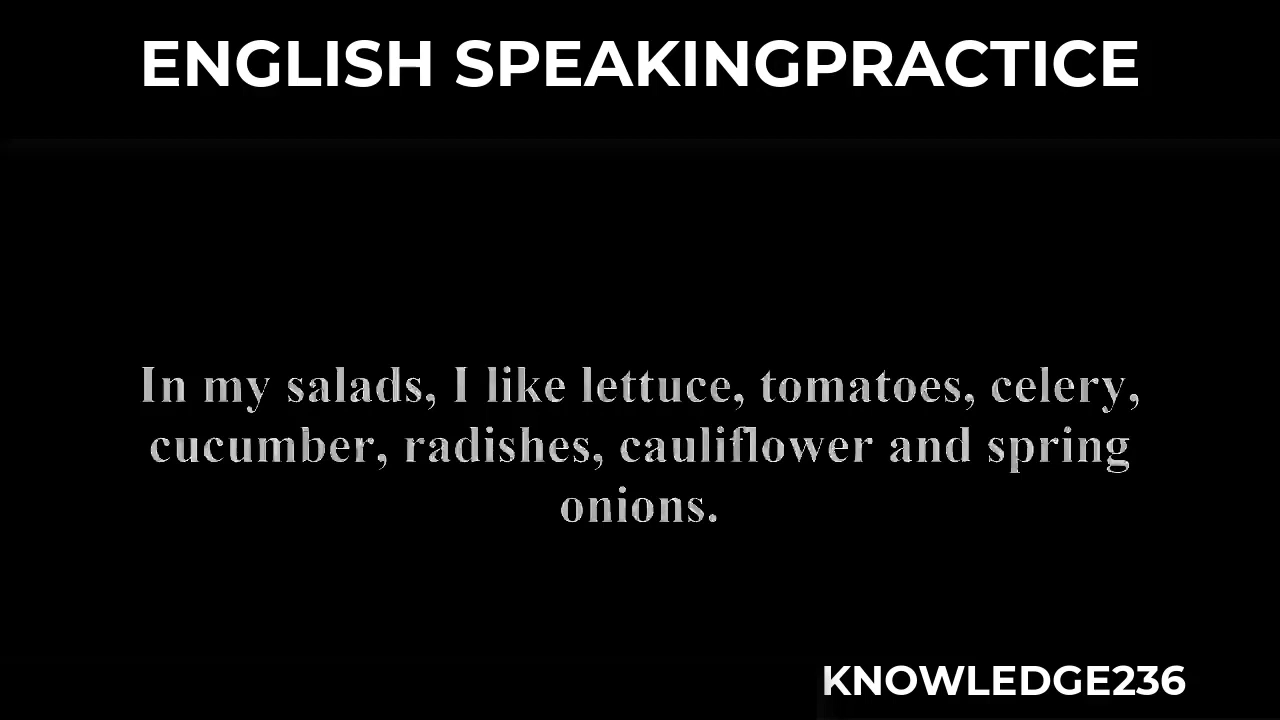 ENGLISH SPEAKINGPRACTICE
In my salads, I like lettuce, tomatoes, celery,
cucumber, radishes, cauliflower and spring
onions.
KNOWLEDGE236